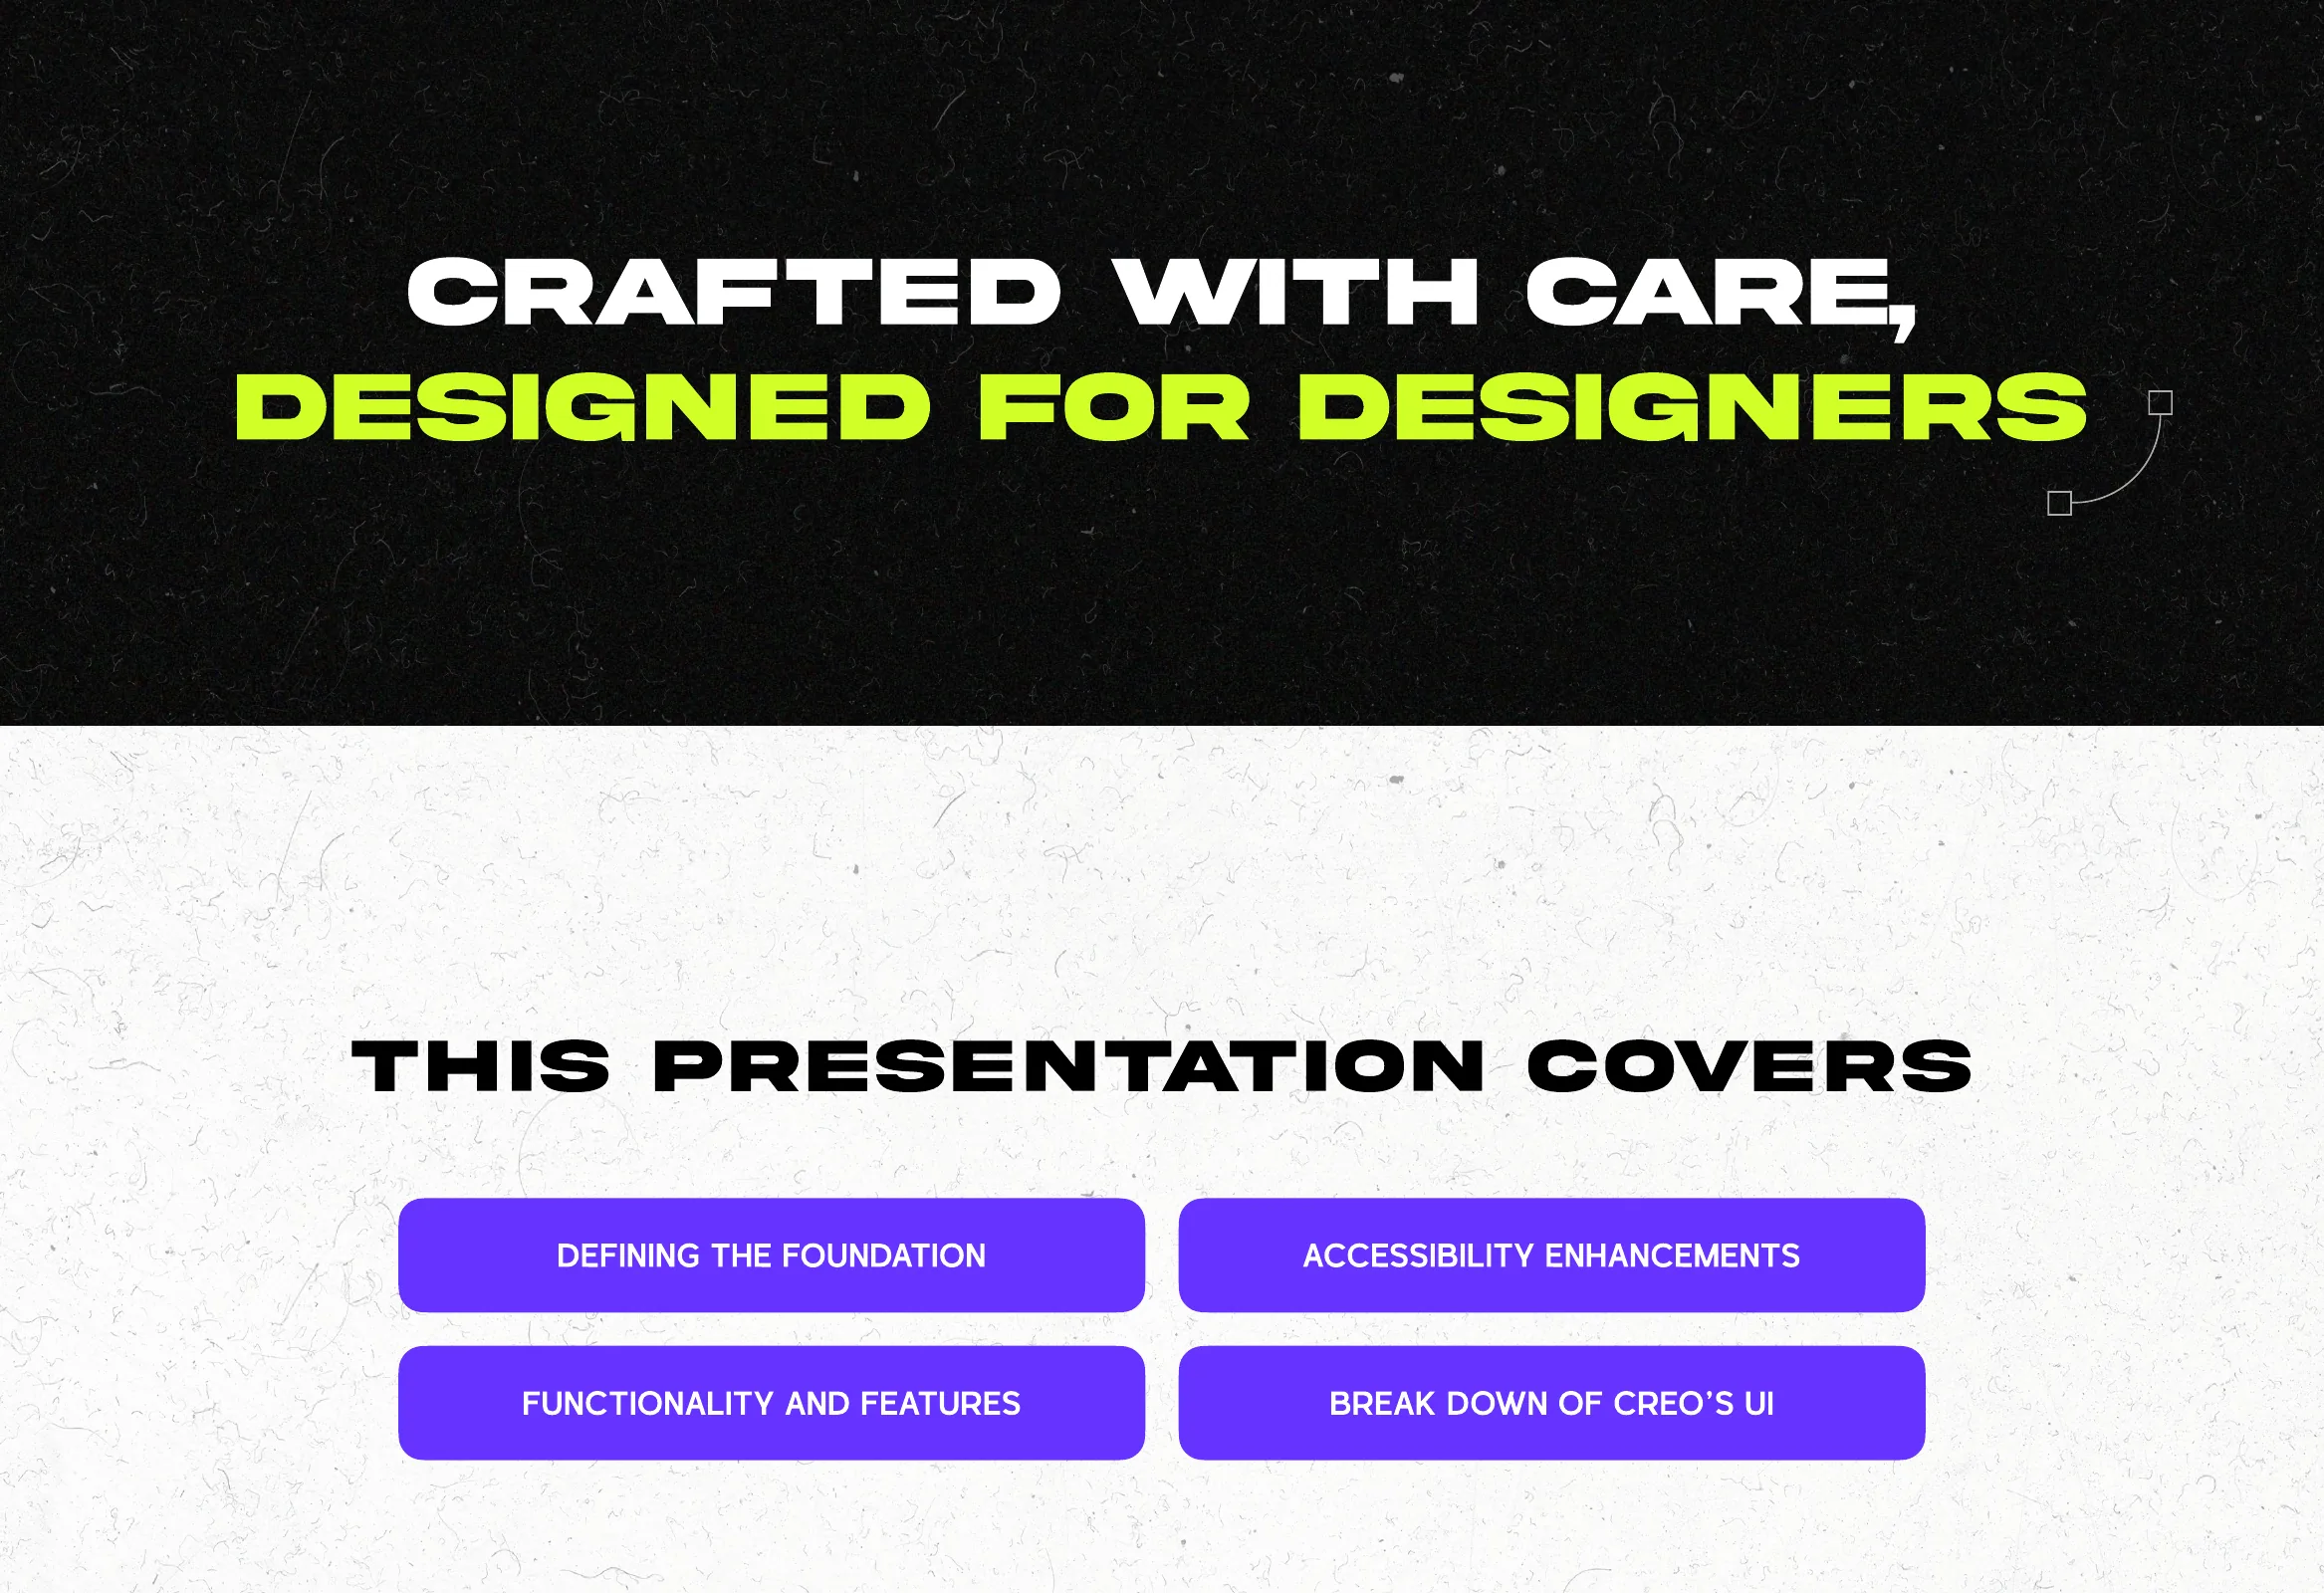 CRAFTED WITH CARE,
DESIGNED FOR DESIGNERS
THIS PRESENTATION COVERS
DEFINING THE FOUNDATION
ACCESSIBILITY ENHANCEMENTS
FUNCTIONALITY AND FEATURES
BREAK DOWN OF CREO’S UI